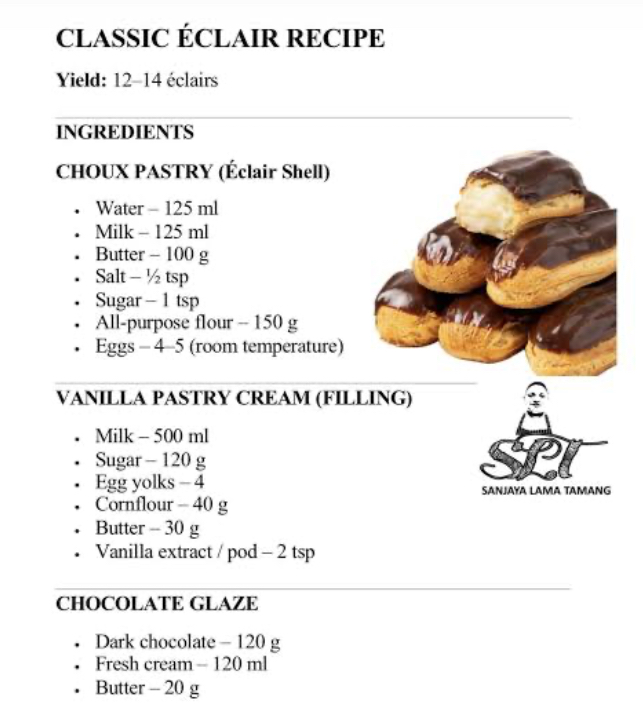 CLASSIC ÉCLAIR RECIPE
Yield: 12–14 éclairs
INGREDIENTS
CHOUX PASTRY (Éclair Shell)
• Water – 125 ml
• Milk – 125 ml
• Butter – 100 g
• Salt – ½ tsp
• Sugar – 1 tsp
• All-purpose flour – 150 g
• Eggs – 4–5 (room temperature)
VANILLA PASTRY CREAM (FILLING)
• Milk – 500 ml
• Sugar – 120 g
• Egg yolks – 4
• Cornflour – 40 g
• Butter – 30 g
• Vanilla extract / pod – 2 tsp
SLT
SANJAYA LAMA TAMANG
CHOCOLATE GLAZE
• Dark chocolate – 120 g
• Fresh cream – 120 ml
• Butter – 20 g